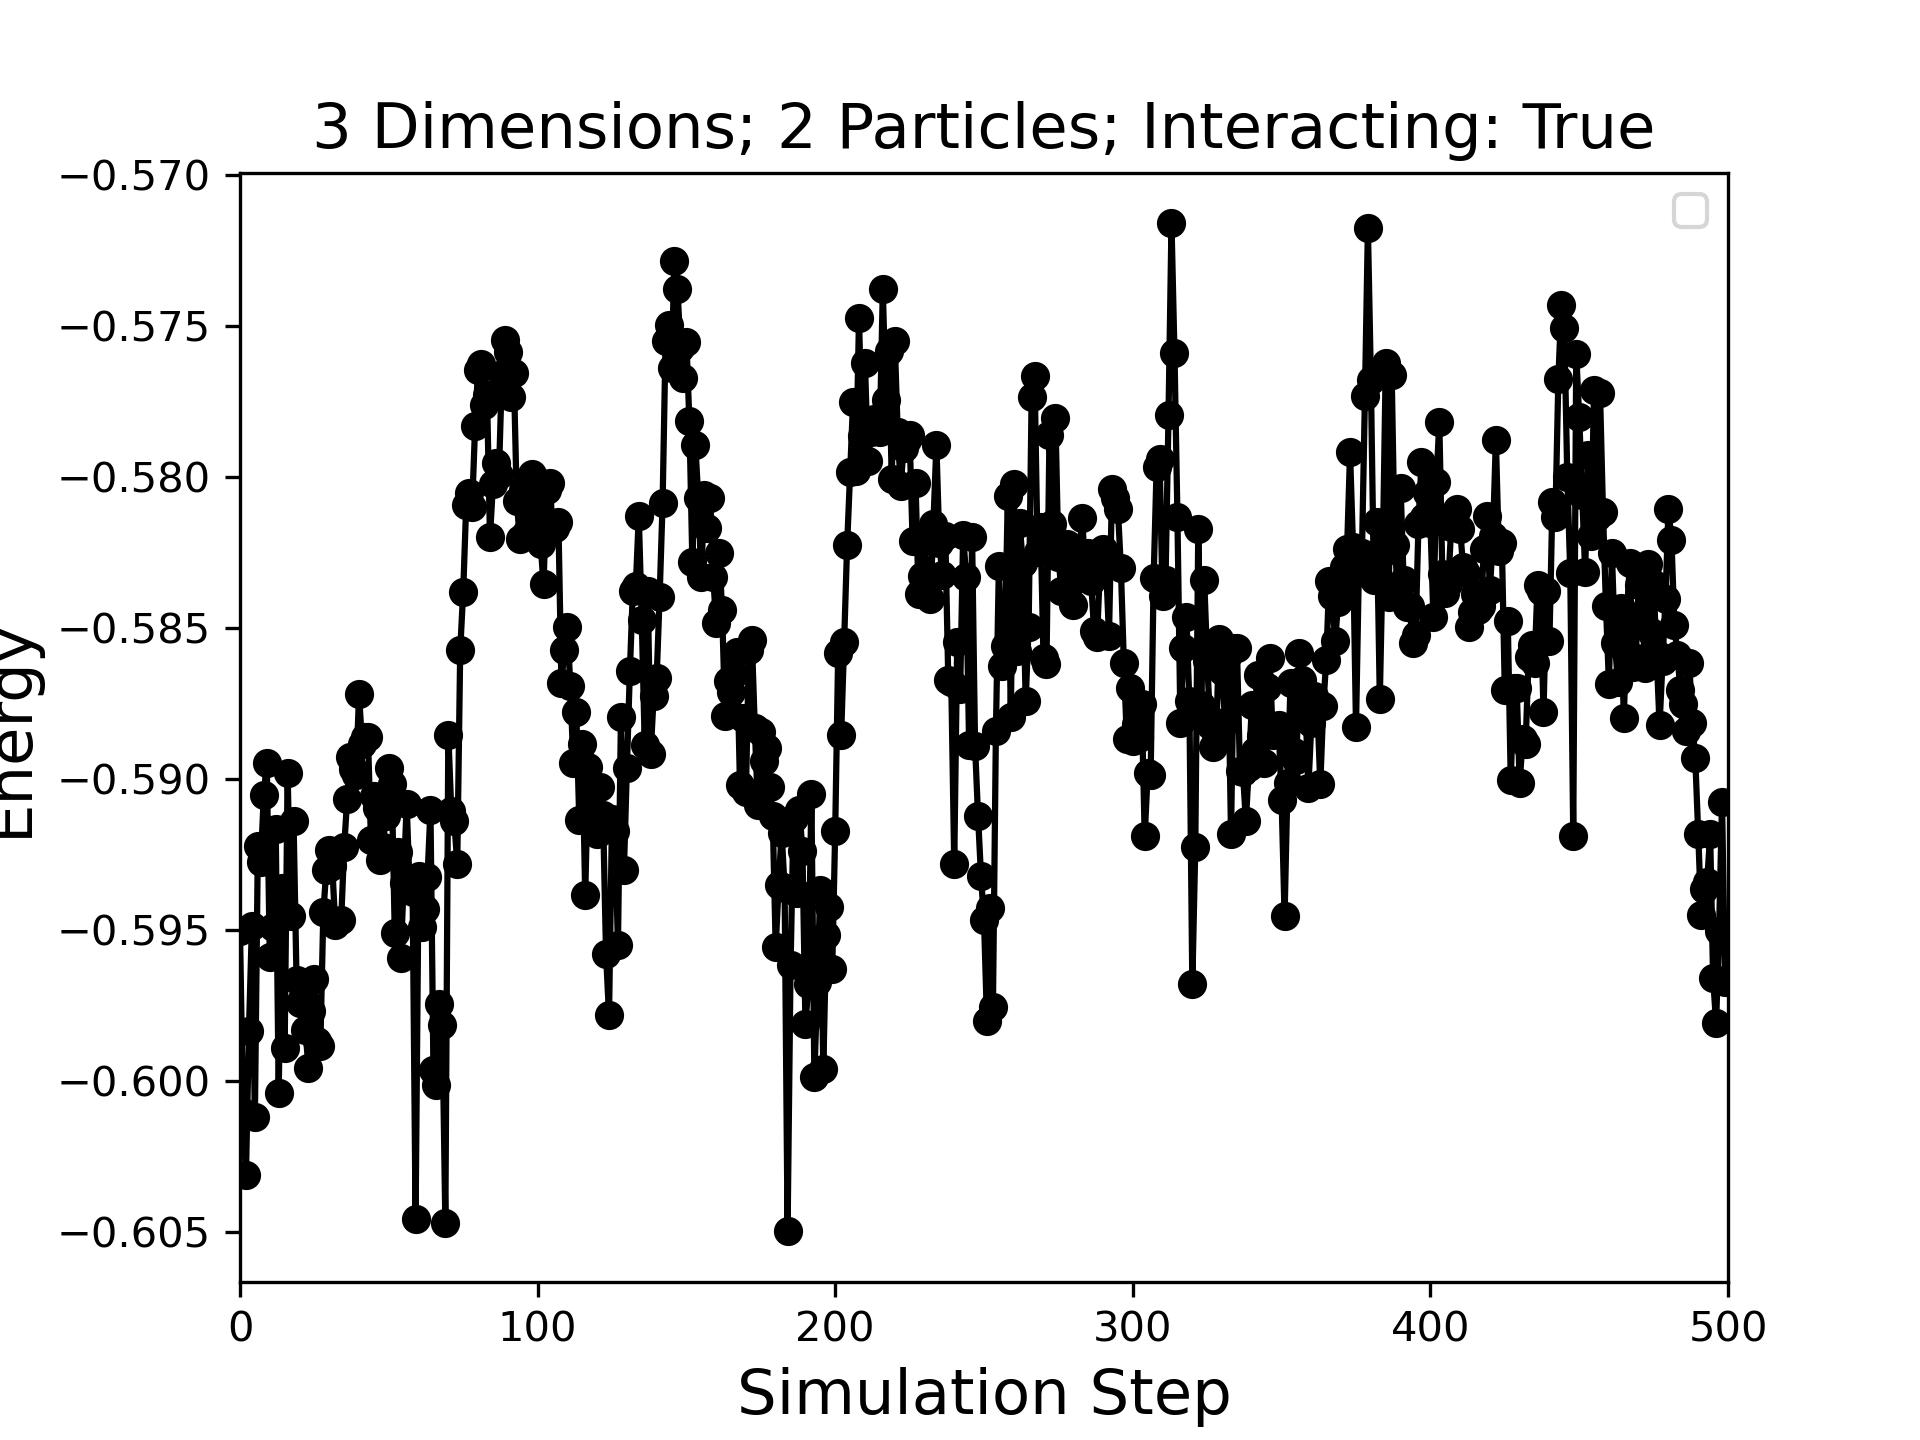 3 Dimensions; 2 Particles; Interacting: True
−0.570
−0.575
−0.580
−0.585
−0.590
−0.595
−0.600
−0.605
Energy
0 100 200 300 400 500
Simulation Step